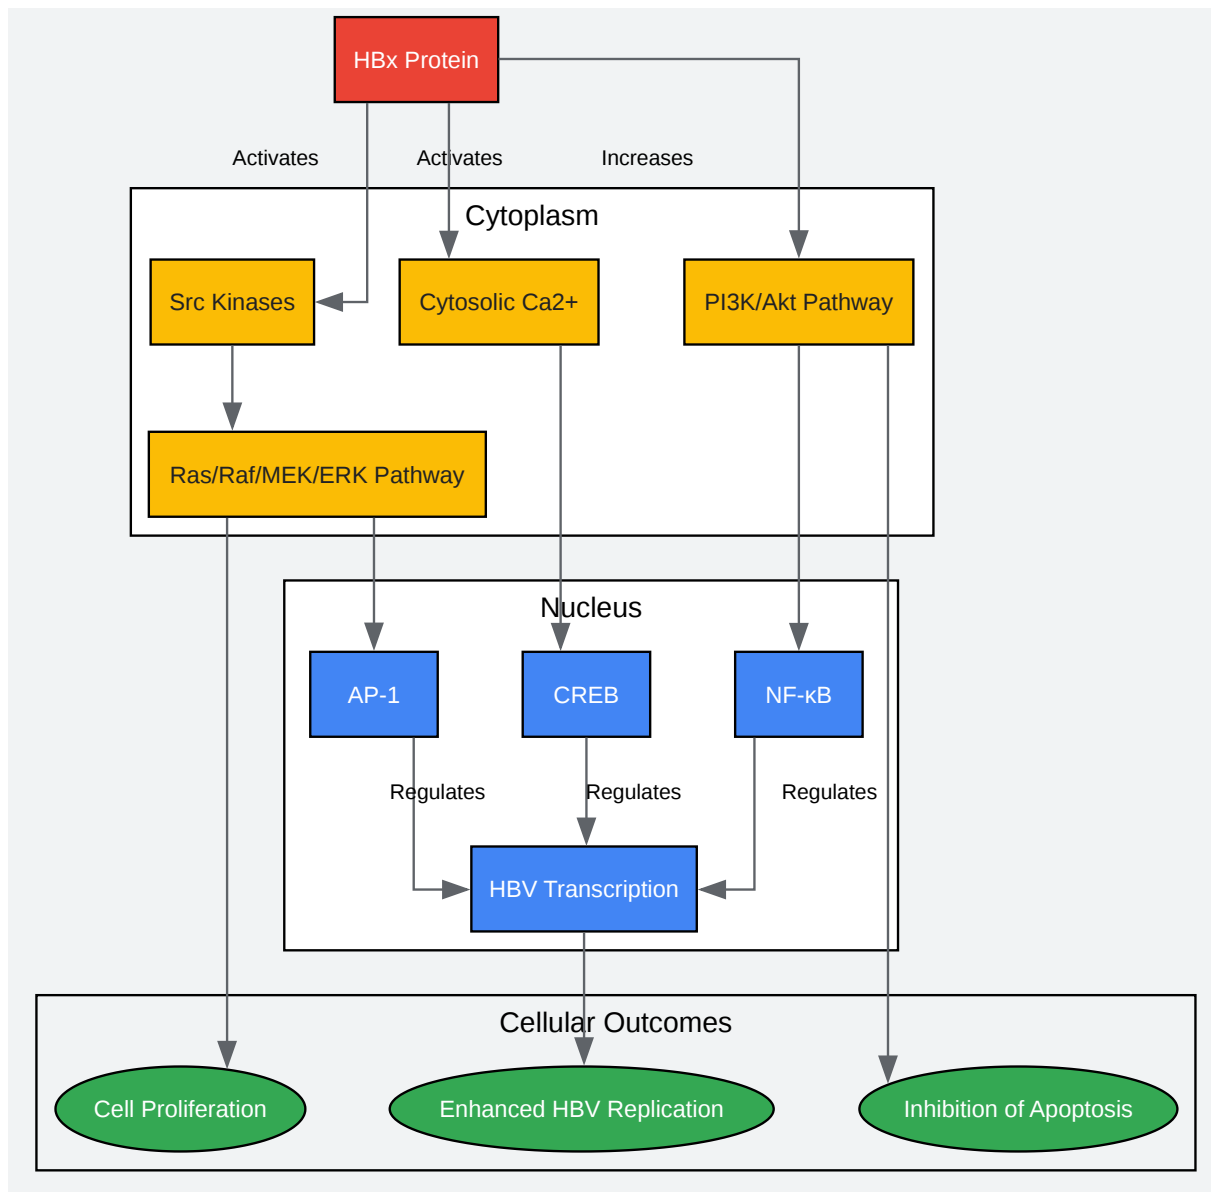 HBx Protein
Activates
Activates
Increases
Cytoplasm
Src Kinases
Cytosolic Ca2+
PI3K/Akt Pathway
Ras/Raf/MEK/ERK Pathway
Nucleus
AP-1
CREB
NF-κB
Regulates
Regulates
Regulates
HBV Transcription
Cellular Outcomes
Cell Proliferation
Enhanced HBV Replication
Inhibition of Apoptosis